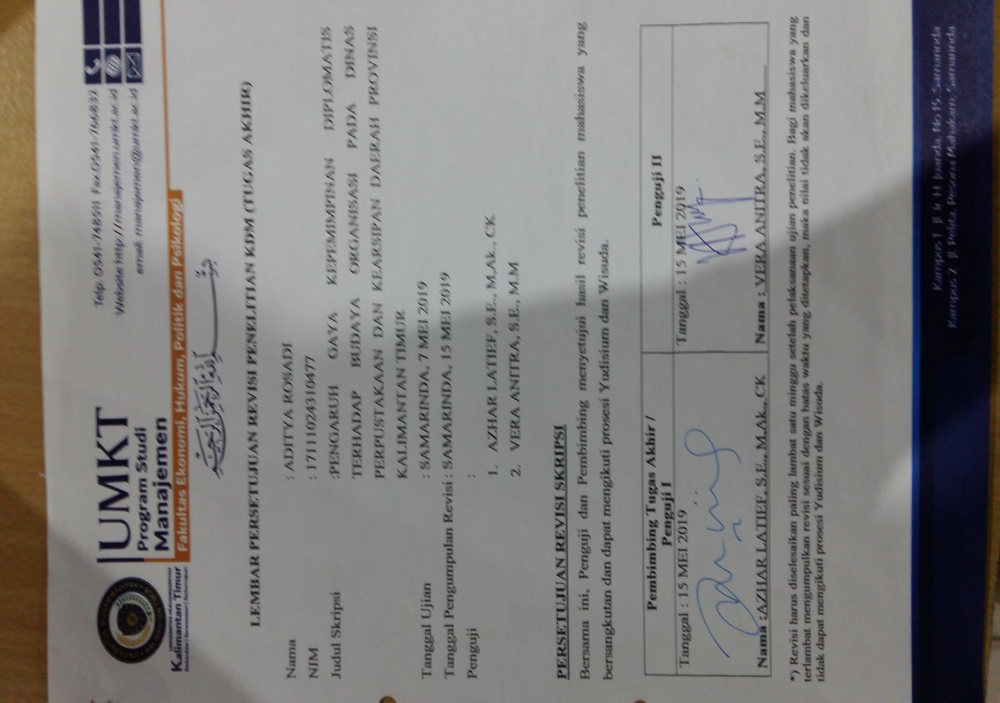 UMKT
Program Studi
Manajemen
UNIVERSITAS MUHAMMADIYAH
Kalimantan Timur
Berkarakter | Berwawasan | Berkemajuan
Telp. 0541-748511 Fax.0541-766832
Website http://manajemen.umkt.ac.id
email: manajemen@umkt.ac.id
Fakultas Ekonomi, Hukum, Politik dan Psikologi
بسم الله الرحمن الرحيم
LEMBAR PERSETUJUAN REVISI PENELITIAN KDM (TUGAS AKHIR)
Nama : ADITYA ROSADI
NIM : 17111024310477
Judul Skripsi :PENGARUH GAYA KEPEMIMPINAN DIPLOMATIS
TERHADAP BUDAYA ORGANISASI PADA DINAS
PERPUSTAKAAN DAN KEARSIPAN DAERAH PROVINSI
KALIMANTAN TIMUR
Tanggal Ujian : SAMARINDA, 7 MEI 2019
Tanggal Pengumpulan Revisi : SAMARINDA, 15 MEI 2019
Penguji :
1. AZHAR LATIEF, S.E., M.Ak., CK
2. VERA ANITRA, S.E., M.M
PERSETUJUAN REVISI SKRIPSI
Bersama ini, Penguji dan Pembimbing menyetujui hasil revisi penelitian mahasiswa yang
bersangkutan dan dapat mengikuti prosesi Yudisium dan Wisuda.
Pembimbing Tugas Akhir /
Penguji I
Tanggal : 15 MEI 2019
Nama :AZHAR LATIEF, S.E., M.Ak., CK
Penguji II
Tanggal : 15 MEI 2019
Nama : VERA ANITRA, S.E., M.M
*) Revisi harus diselesaikan paling lambat satu minggu setelah pelaksanaan ujian penelitian. Bagi mahasiswa yang
terlambat mengumpulkan revisi sesuai dengan batas waktu yang ditetapkan, maka nilai tidak akan dikeluarkan dan
tidak dapat mengikuti prosesi Yudisium dan Wisuda.
Kampus 1 Jl. Ir. H. Juanda, No.15, Samarinda
Kampus 2 Jl. Pelita, Pesona Mahakam, Samarinda